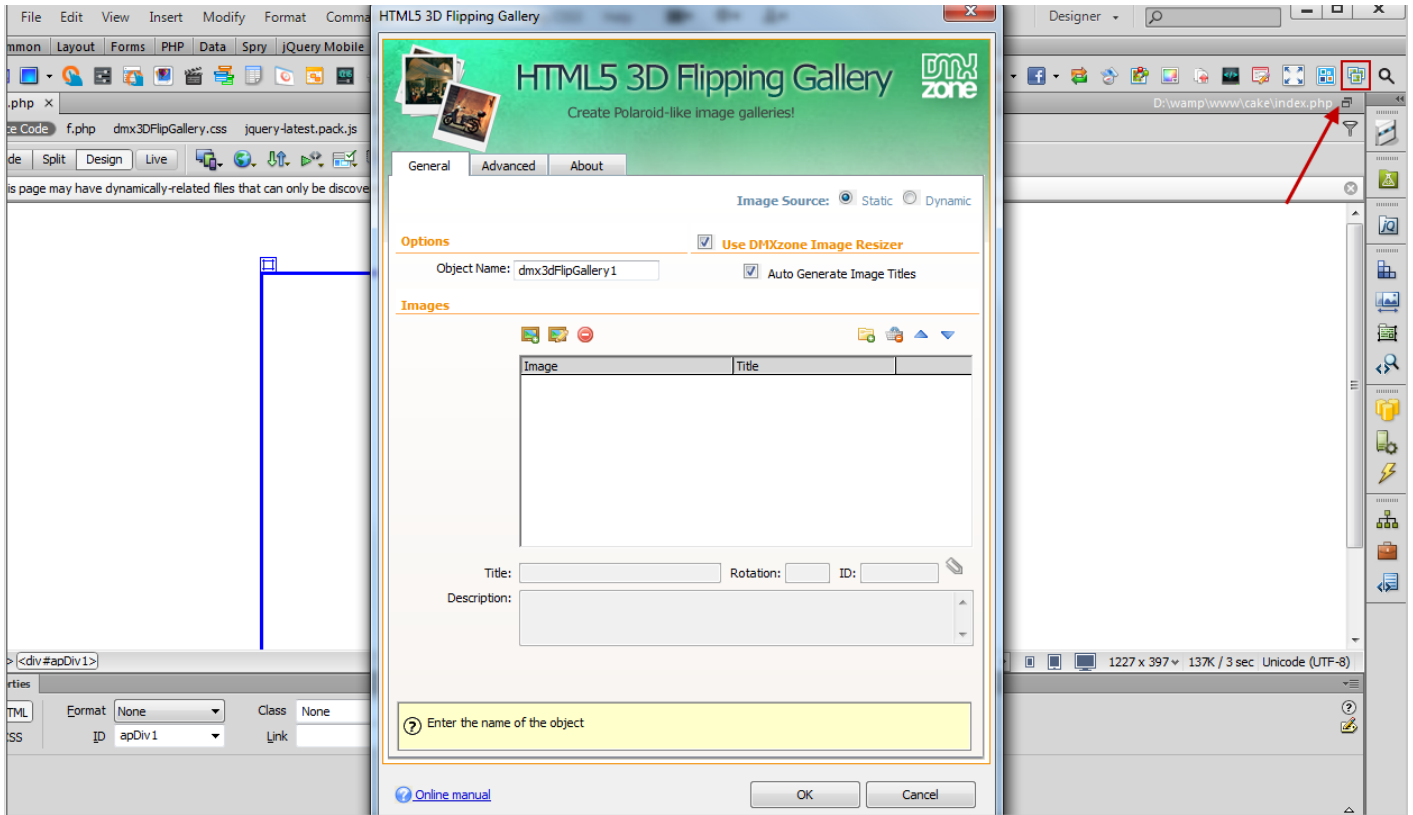 File Edit View Insert Modify Format Comma
HTML5 3D Flipping Gallery
Designer
mmon Layout Forms PHP Data Spry jQuery Mobile
.php
D:\wamp\www\cake\index.php
ce Code f.php dmx3DFlipGallery.css jquery-latest.pack.js
de Split Design Live
is page may have dynamically-related files that can only be discove
HTML5 3D Flipping Gallery
DMX
zone
Create Polaroid-like image galleries!
General Advanced About
Image Source: Static Dynamic
Options
Use DMXzone Image Resizer
Object Name: dmx3dFlipGallery1
Auto Generate Image Titles
Images
Image Title
Title: Rotation: ID:
Description:
Enter the name of the object
Online manual
OK Cancel
jQ
> <div#apDiv1>
1227 x 397 137K / 3 sec Unicode (UTF-8)
rties
TML Format None Class None
SS ID apDiv1 Link